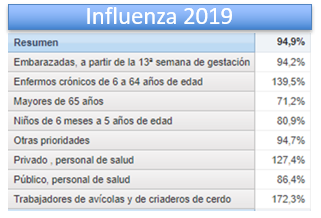 Influenza 2019
Resumen 94,9%
Embarazadas, a partir de la 13ª semana de gestación 94,2%
Enfermos crónicos de 6 a 64 años de edad 139,5%
Mayores de 65 años 71,2%
Niños de 6 meses a 5 años de edad 80,9%
Otras prioridades 94,7%
Privado , personal de salud 127,4%
Público, personal de salud 86,4%
Trabajadores de avícolas y de criaderos de cerdo 172,3%